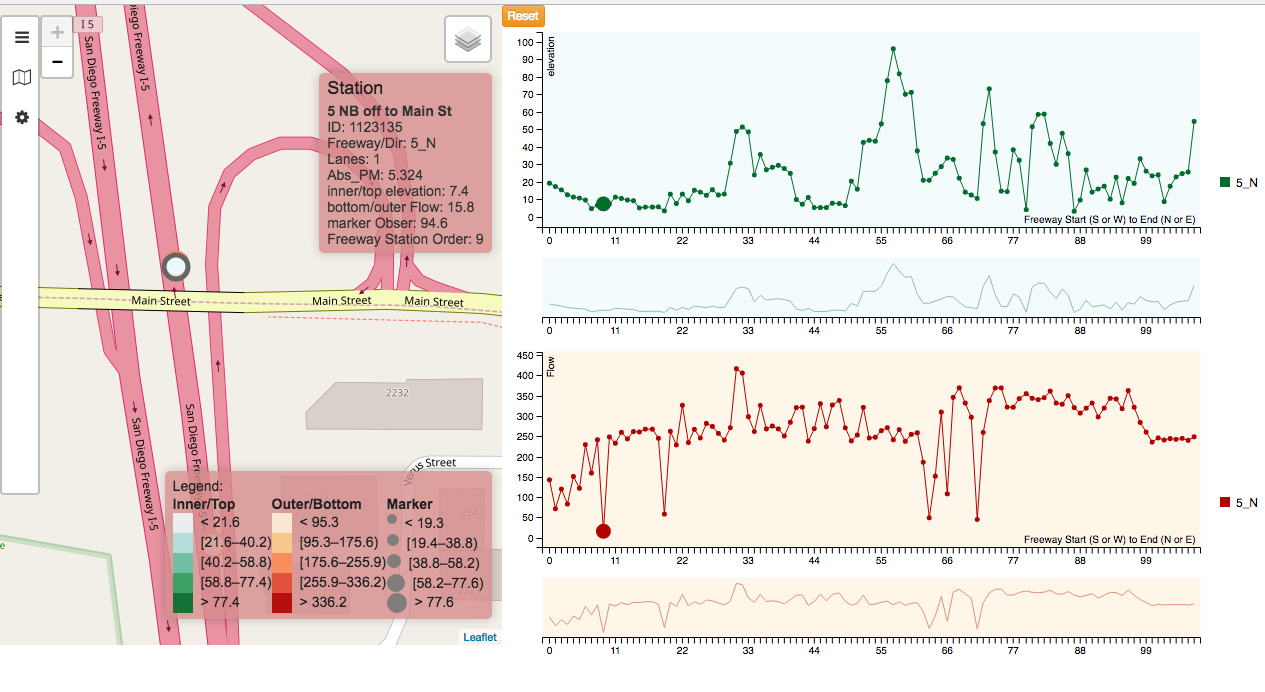 Reset
I 5
San Diego Freeway I-5
Diego Freeway I-5
+
−
Station
5 NB off to Main St
ID: 1123135
Freeway/Dir: 5_N
Lanes: 1
Abs_PM: 5.324
inner/top elevation: 7.4
bottom/outer Flow: 15.8
marker Obser: 94.6
Freeway Station Order: 9
Main Street
Main Street
Main Street
2232
San Diego Freeway I-5
San Diego Freeway I-5
Verus Street
2243
Legend:
Inner/Top Outer/Bottom Marker
< 21.6 < 95.3 < 19.3
[21.6–40.2) [95.3–175.6) [19.4–38.8)
[40.2–58.8) [175.6–255.9) [38.8–58.2)
[58.8–77.4) [255.9–336.2) [58.2–77.6)
> 77.4 > 336.2 > 77.6
e
Leaflet
elevation
100
90
80
70
60
50
40
30
20
10
0
Freeway Start (S or W) to End (N or E)
0 11 22 33 44 55 66 77 88 99
5_N
0 11 22 33 44 55 66 77 88 99
Flow
450
400
350
300
250
200
150
100
50
0
Freeway Start (S or W) to End (N or E)
0 11 22 33 44 55 66 77 88 99
5_N
0 11 22 33 44 55 66 77 88 99